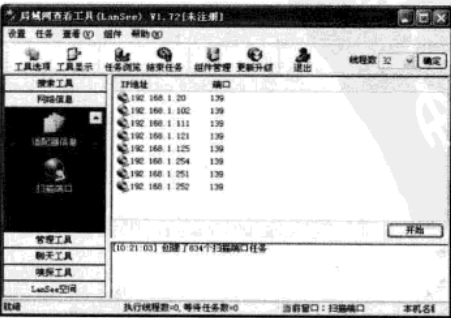 局域网查看工具(LanSee) V1.72[未注册]
设置 任务 查看(V) 组件 帮助(H)
工具选项 工具显示 任务浏览 结束任务 组件管理 更新升级 退出 线程数 32 确定
搜索工具
网络信息
适配器信息
扫描端口
管理工具
聊天工具
嗅探工具
LanSee空间
IP地址 端口
192.168.1.20 139
192.168.1.102 139
192.168.1.111 139
192.168.1.121 139
192.168.1.125 139
192.168.1.254 139
192.168.1.251 139
192.168.1.252 139
开始
[10:21:03] 创建了834个扫描端口任务
就绪 执行线程数=0, 等待任务数=0 当前窗口：扫描端口 本机名